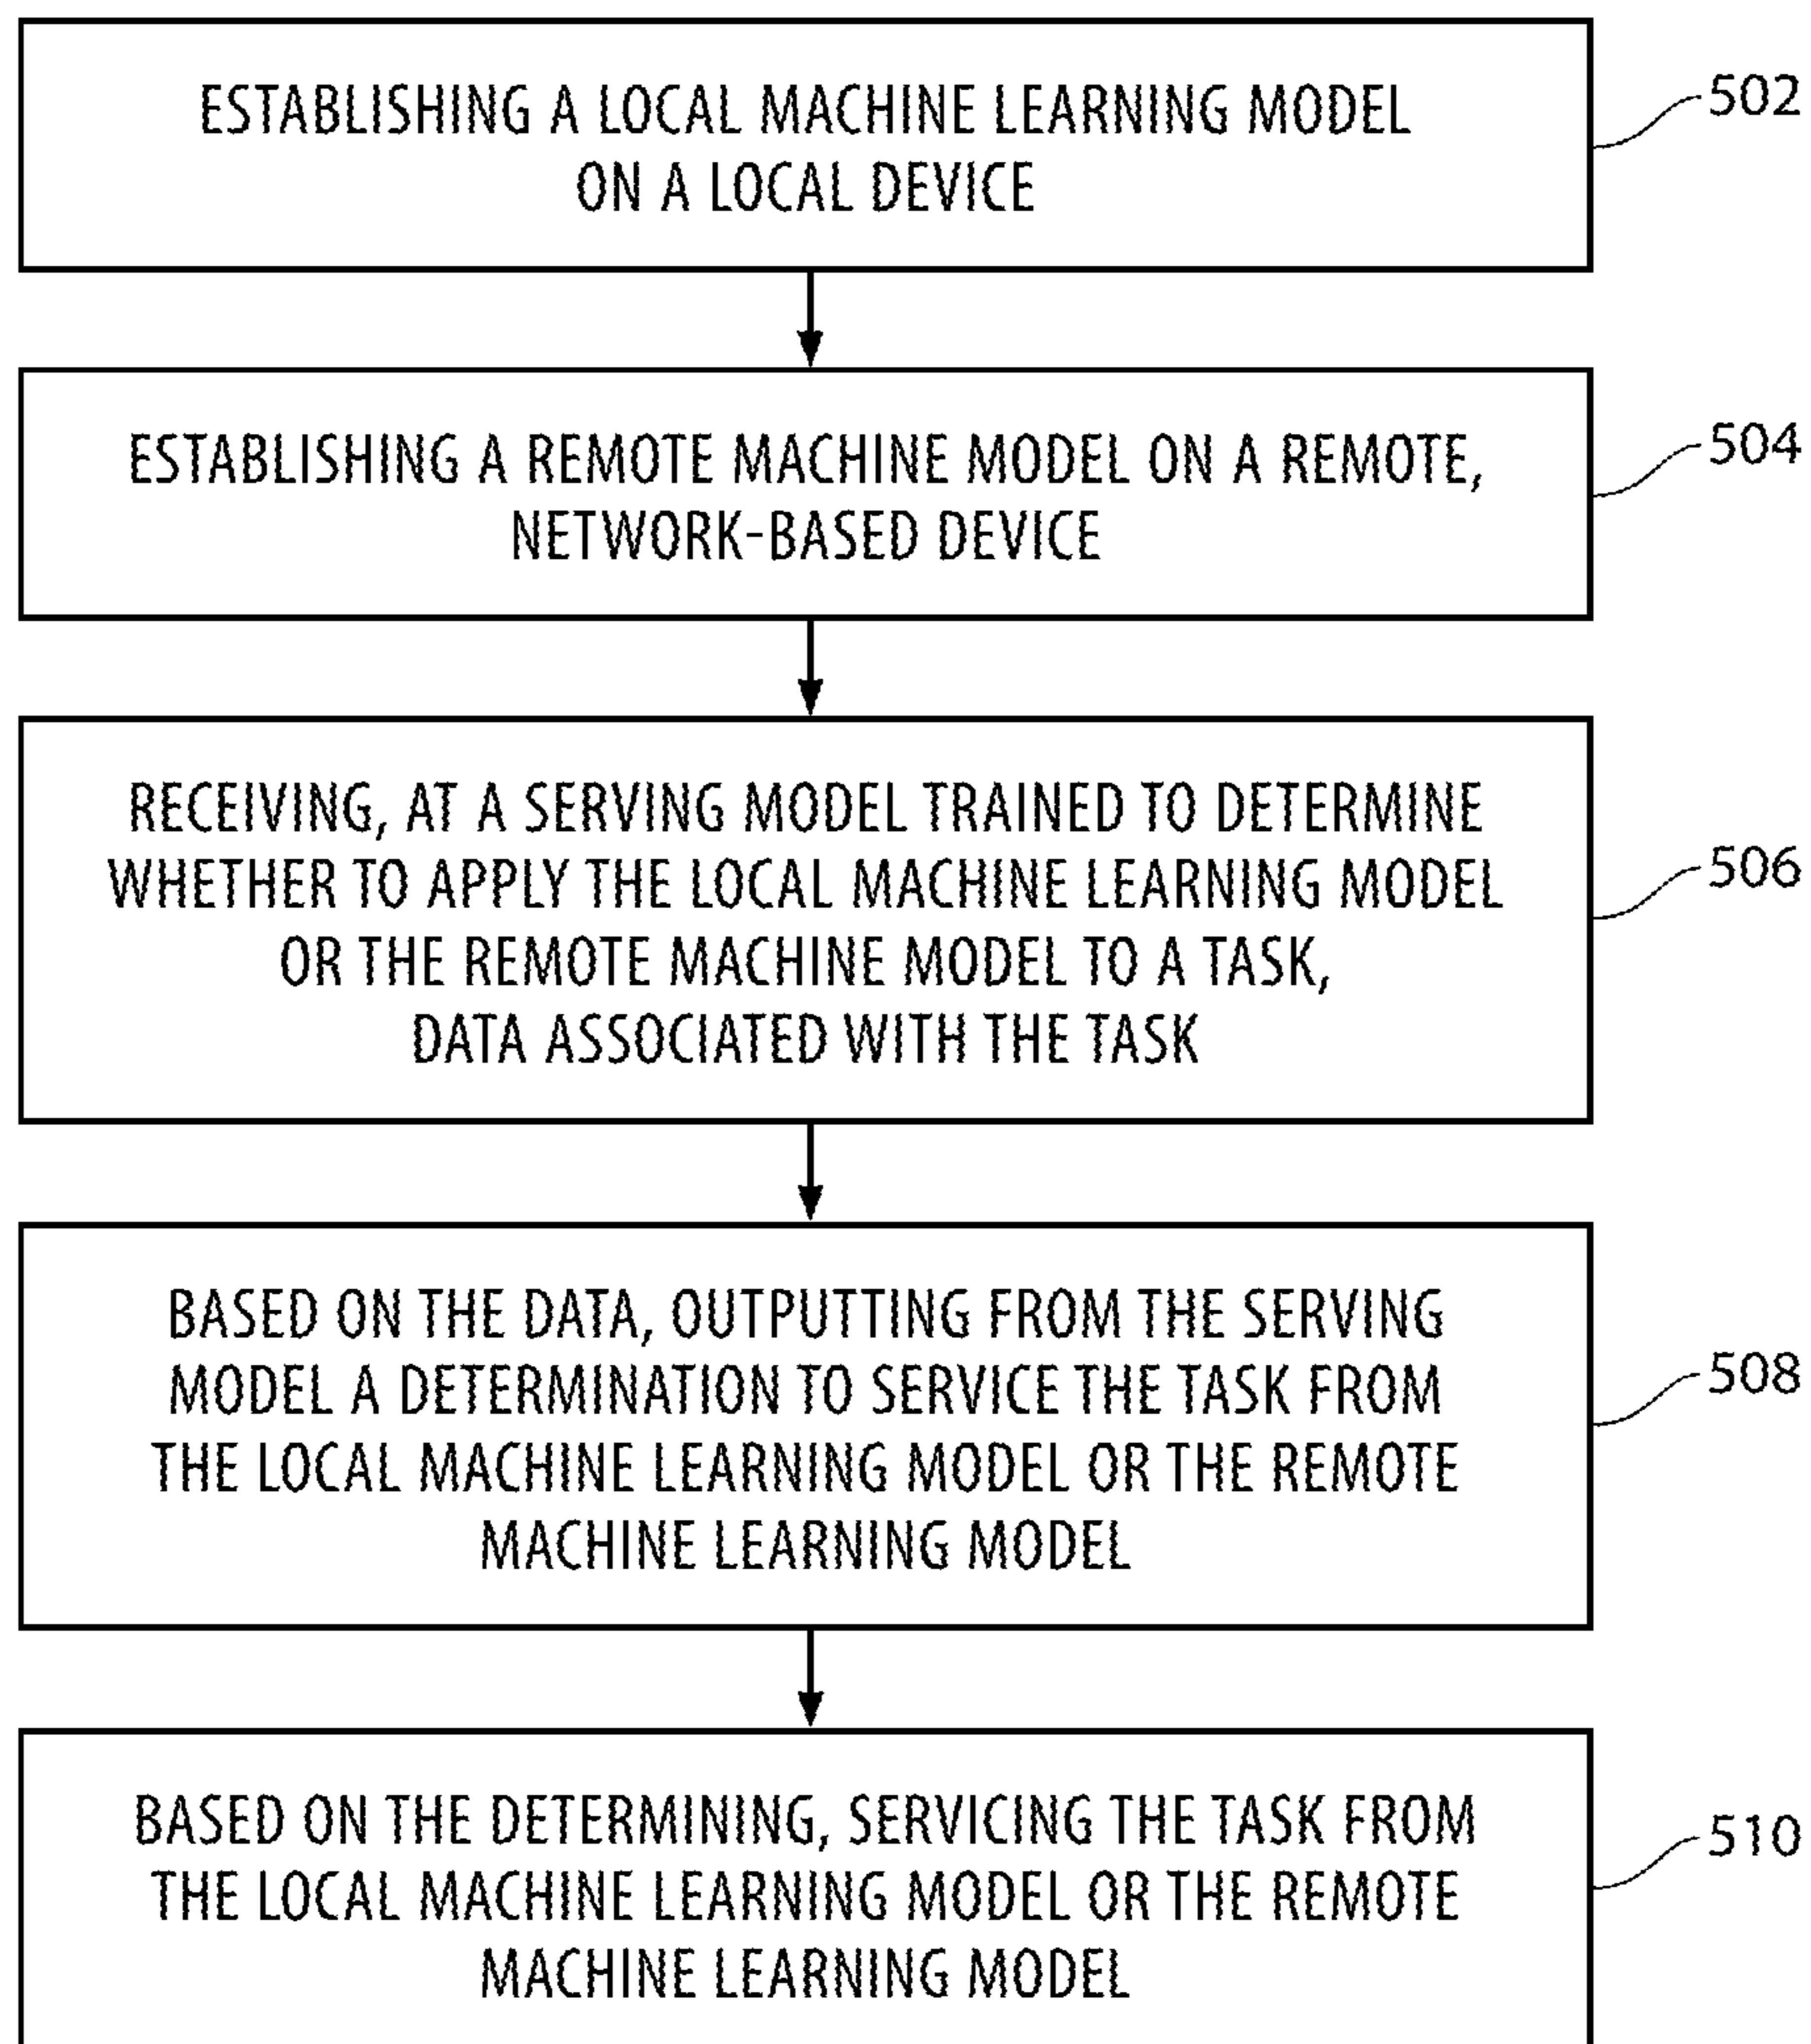 ESTABLISHING A LOCAL MACHINE LEARNING MODEL
ON A LOCAL DEVICE
502
ESTABLISHING A REMOTE MACHINE MODEL ON A REMOTE,
NETWORK-BASED DEVICE
504
RECEIVING, AT A SERVING MODEL TRAINED TO DETERMINE
WHETHER TO APPLY THE LOCAL MACHINE LEARNING MODEL
OR THE REMOTE MACHINE MODEL TO A TASK,
DATA ASSOCIATED WITH THE TASK
506
BASED ON THE DATA, OUTPUTTING FROM THE SERVING
MODEL A DETERMINATION TO SERVICE THE TASK FROM
THE LOCAL MACHINE LEARNING MODEL OR THE REMOTE
MACHINE LEARNING MODEL
508
BASED ON THE DETERMINING, SERVICING THE TASK FROM
THE LOCAL MACHINE LEARNING MODEL OR THE REMOTE
MACHINE LEARNING MODEL
510